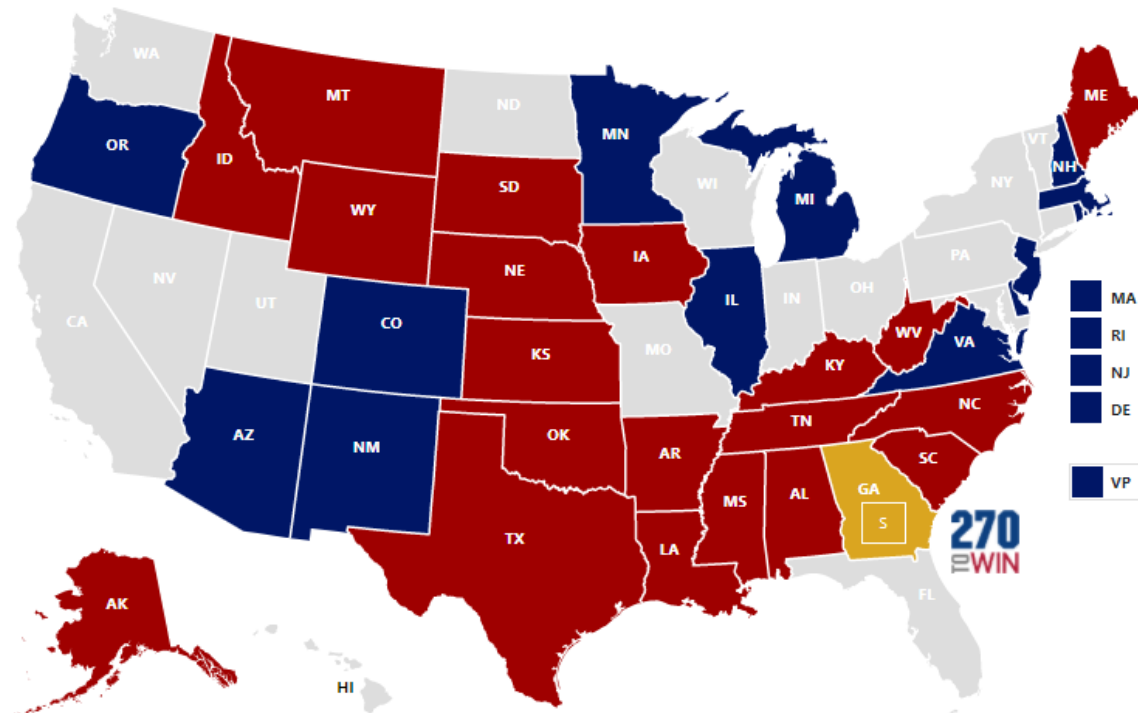 WA
MT
ND
MN
ME
VT
NH
OR
ID
SD
WI
NY
MI
WY
IA
PA
NE
NV
UT
CO
IL
IN
OH
MA
CA
KS
MO
WV
VA
RI
KY
NJ
NC
TN
DE
AZ
NM
OK
AR
SC
MS
AL
GA
VP
S
TX
LA
270
TO WIN
FL
AK
HI